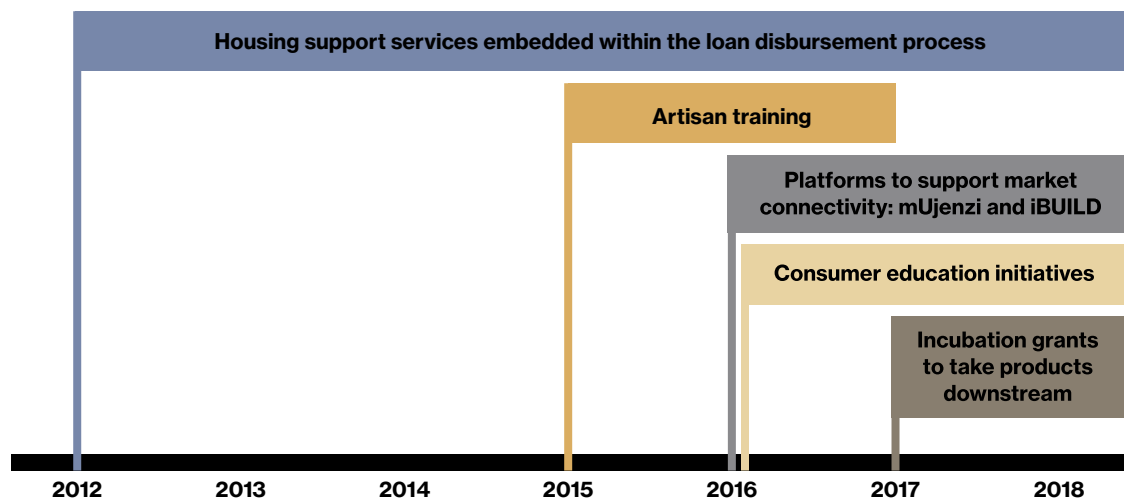 Housing support services embedded within the loan disbursement process
Artisan training
Platforms to support market
connectivity: mUjenzi and iBUILD
Consumer education initiatives
Incubation grants
to take products
downstream
2012 2013 2014 2015 2016 2017 2018